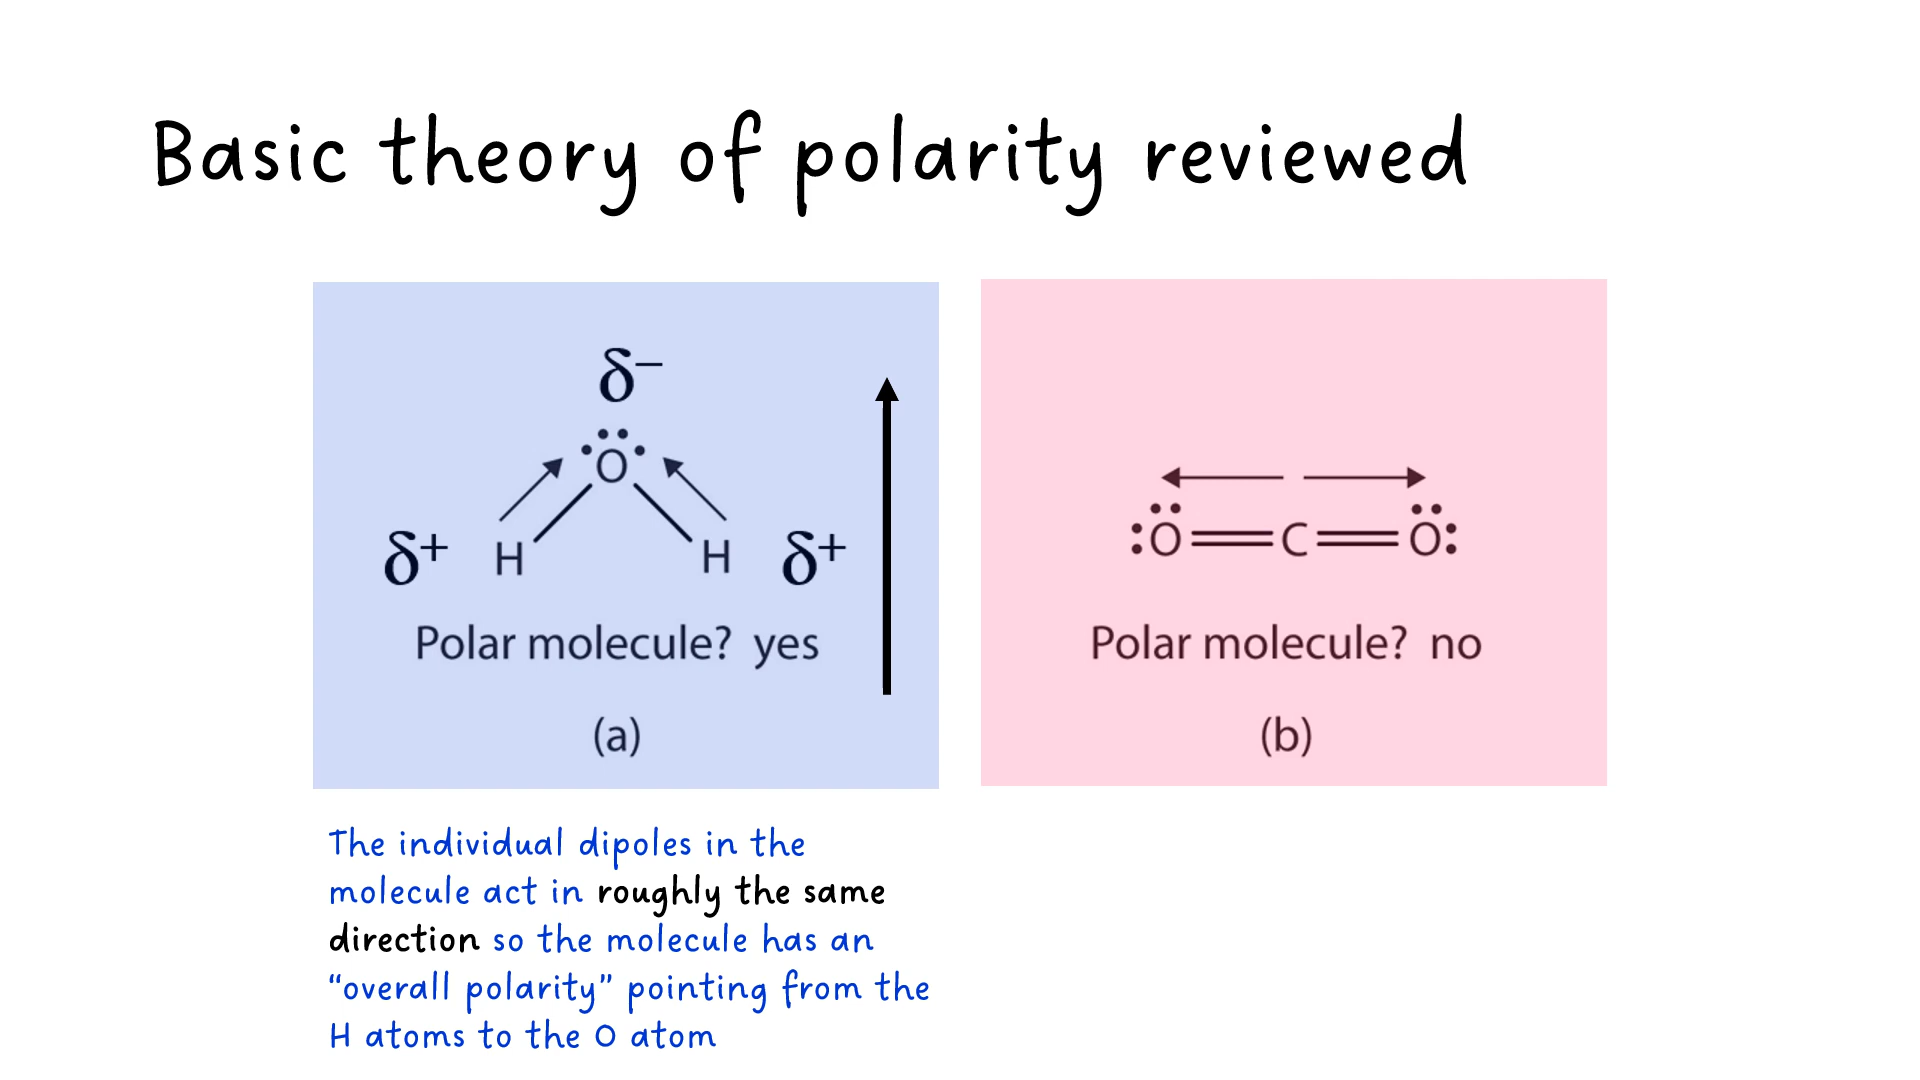 Basic theory of polarity reviewed
δ−
O
δ+ H H δ+
Polar molecule? yes
(a)
O C O
Polar molecule? no
(b)
The individual dipoles in the
molecule act in roughly the same
direction so the molecule has an
“overall polarity” pointing from the
H atoms to the O atom